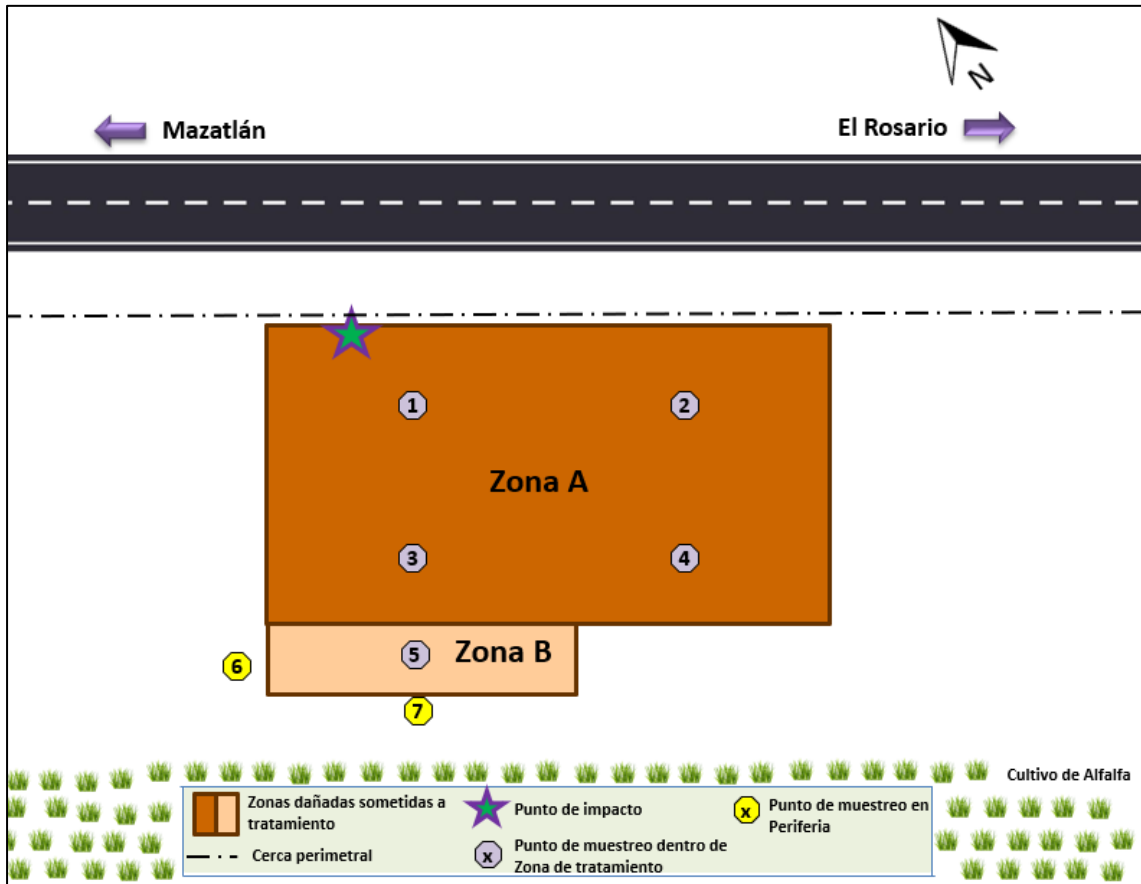 N
Mazatlán
El Rosario
1
2
Zona A
3
4
5
Zona B
6
7
Cultivo de Alfalfa
Zonas dañadas sometidas a
tratamiento
Cerca perimetral
Punto de impacto
x
Punto de muestreo dentro de
Zona de tratamiento
x
Punto de muestreo en
Periferia